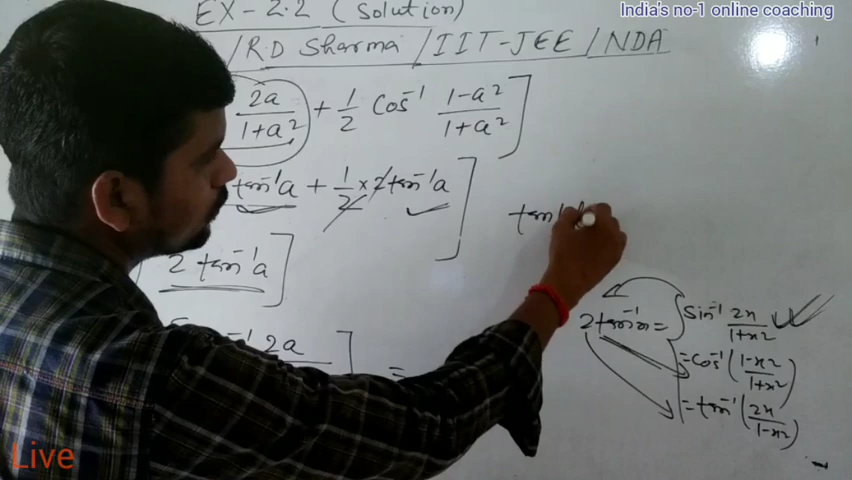 India's no-1 online coaching
EX-2.2 (Solution)
/R.D Sharma/IIT-JEE/NDA
2a/1+a² + 1/2 Cos⁻¹ 1-a²/1+a² ]
tan⁻¹a + 1/2 × 2 tan⁻¹a ]
tan⁻¹
2 tan⁻¹a ]
2 tan⁻¹x = { Sin⁻¹ 2x/1+x²
= Cos⁻¹ (1-x²/1+x²)
= tan⁻¹ (2x/1-x²)
⁻¹ 2a ] =
Live